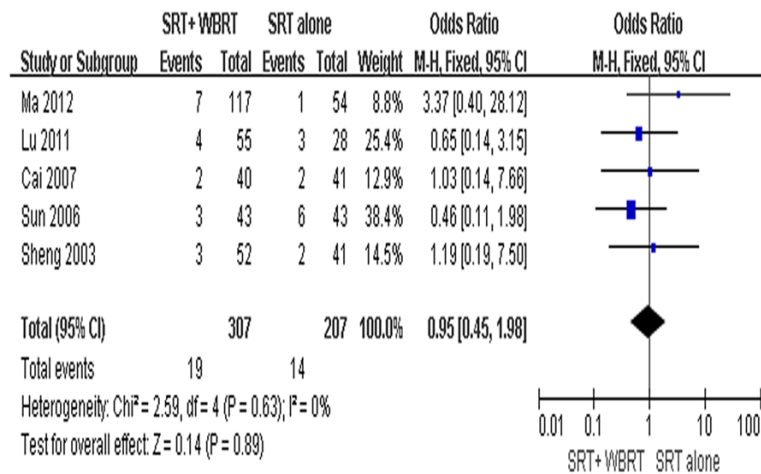 SRT+ WBRT SRT alone Odds Ratio Odds Ratio
Study or Subgroup Events Total Events Total Weight M-H, Fixed, 95% CI M-H, Fixed, 95% CI
Ma 2012 7 117 1 54 8.8% 3.37 [0.40, 28.12]
Lu 2011 4 55 3 28 25.4% 0.65 [0.14, 3.15]
Cai 2007 2 40 2 41 12.9% 1.03 [0.14, 7.66]
Sun 2006 3 43 6 43 38.4% 0.46 [0.11, 1.98]
Sheng 2003 3 52 2 41 14.5% 1.19 [0.19, 7.50]
Total (95% CI) 307 207 100.0% 0.95 [0.45, 1.98]
Total events 19 14
Heterogeneity: Chi² = 2.59, df = 4 (P = 0.63); I² = 0%
Test for overall effect: Z = 0.14 (P = 0.89)
0.01 0.1 1 10 100
SRT+ WBRT SRT alone